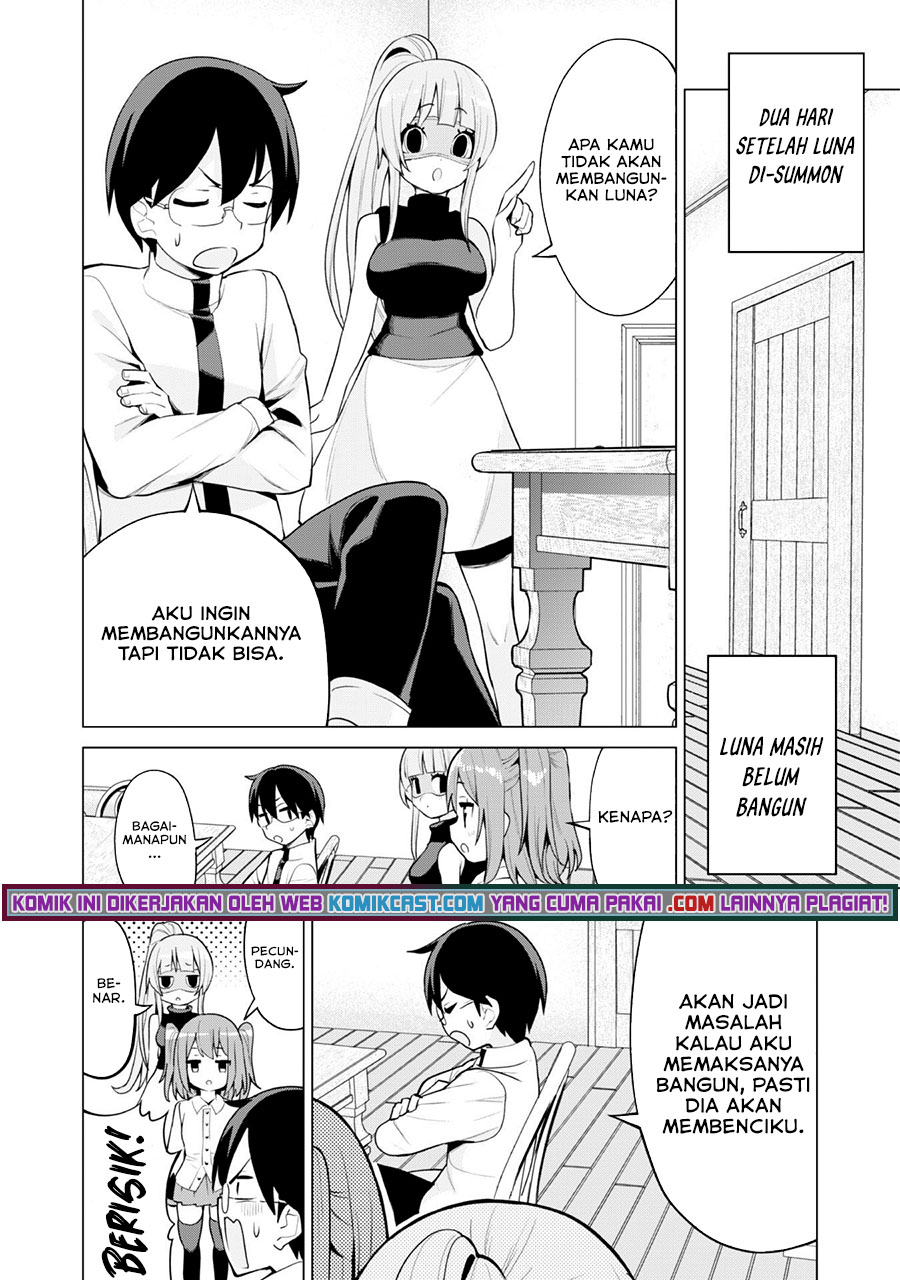 DUA HARI
SETELAH LUNA
DI-SUMMON
LUNA MASIH
BELUM
BANGUN
APA KAMU
TIDAK AKAN
MEMBANGUN-
KAN LUNA?
AKU INGIN
MEMBANGUNKANNYA
TAPI TIDAK BISA.
KENAPA?
BAGAI-
MANAPUN
...
KOMIK INI DIKERJAKAN OLEH WEB KOMIKCAST.COM YANG CUMA PAKAI .COM LAINNYA PLAGIAT!
AKAN JADI
MASALAH
KALAU AKU
MEMAKSANYA
BANGUN, PASTI
DIA AKAN
MEMBENCIKU.
PECUN-
DANG.
BE-
NAR.
BERISIK!